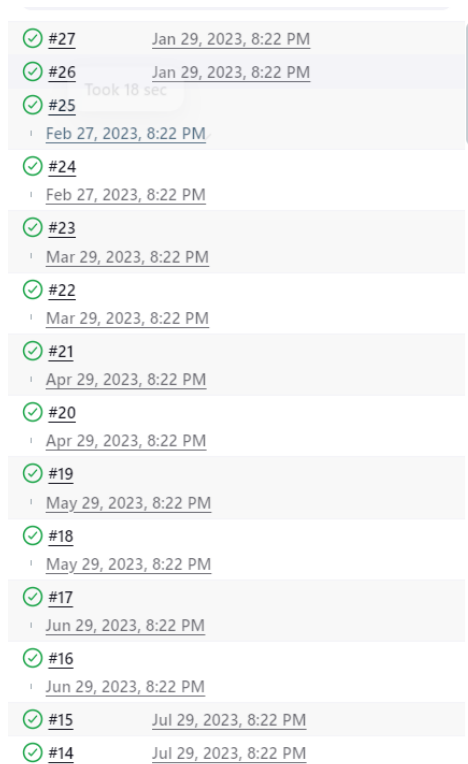 #27 Jan 29, 2023, 8:22 PM
#26 Jan 29, 2023, 8:22 PM
Took 18 sec
#25
Feb 27, 2023, 8:22 PM
#24
Feb 27, 2023, 8:22 PM
#23
Mar 29, 2023, 8:22 PM
#22
Mar 29, 2023, 8:22 PM
#21
Apr 29, 2023, 8:22 PM
#20
Apr 29, 2023, 8:22 PM
#19
May 29, 2023, 8:22 PM
#18
May 29, 2023, 8:22 PM
#17
Jun 29, 2023, 8:22 PM
#16
Jun 29, 2023, 8:22 PM
#15 Jul 29, 2023, 8:22 PM
#14 Jul 29, 2023, 8:22 PM